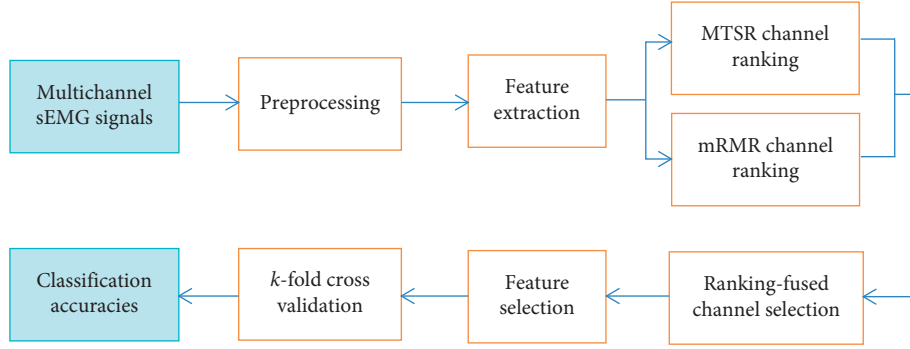 Multichannel
sEMG signals
Preprocessing
Feature
extraction
MTSR channel
ranking
mRMR channel
ranking
Classification
accuracies
k-fold cross
validation
Feature
selection
Ranking-fused
channel selection